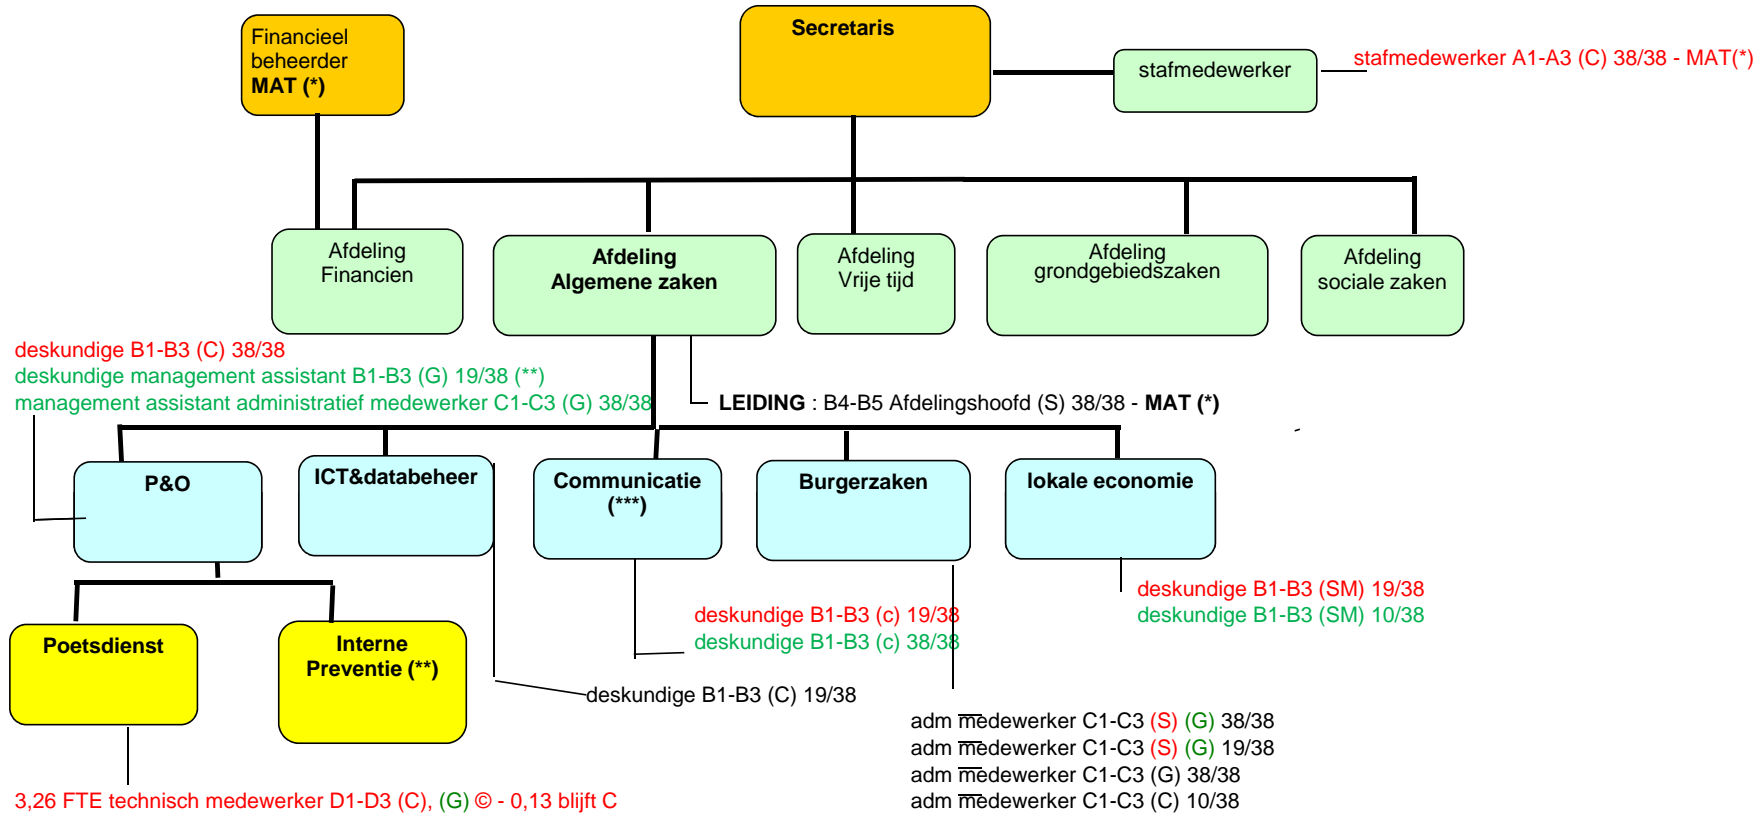 Financieel
beheerder
MAT (*)
Secretaris
stafmedewerker
stafmedewerker A1-A3 (C) 38/38 - MAT(*)
Afdeling
Financien
Afdeling
Algemene zaken
Afdeling
Vrije tijd
Afdeling
grondgebiedszaken
Afdeling
sociale zaken
deskundige B1-B3 (C) 38/38
deskundige management assistant B1-B3 (G) 19/38 (**)
management assistant administratief medewerker C1-C3 (G) 38/38
LEIDING : B4-B5 Afdelingshoofd (S) 38/38 - MAT (*)
P&O
ICT&databeheer
Communicatie
(***)
Burgerzaken
lokale economie
deskundige B1-B3 (SM) 19/38
deskundige B1-B3 (SM) 10/38
deskundige B1-B3 (c) 19/38
deskundige B1-B3 (c) 38/38
Poetsdienst
Interne
Preventie (**)
deskundige B1-B3 (C) 19/38
adm medewerker C1-C3 (S) (G) 38/38
adm medewerker C1-C3 (S) (G) 19/38
adm medewerker C1-C3 (G) 38/38
adm medewerker C1-C3 (C) 10/38
3,26 FTE technisch medewerker D1-D3 (C), (G) © - 0,13 blijft C